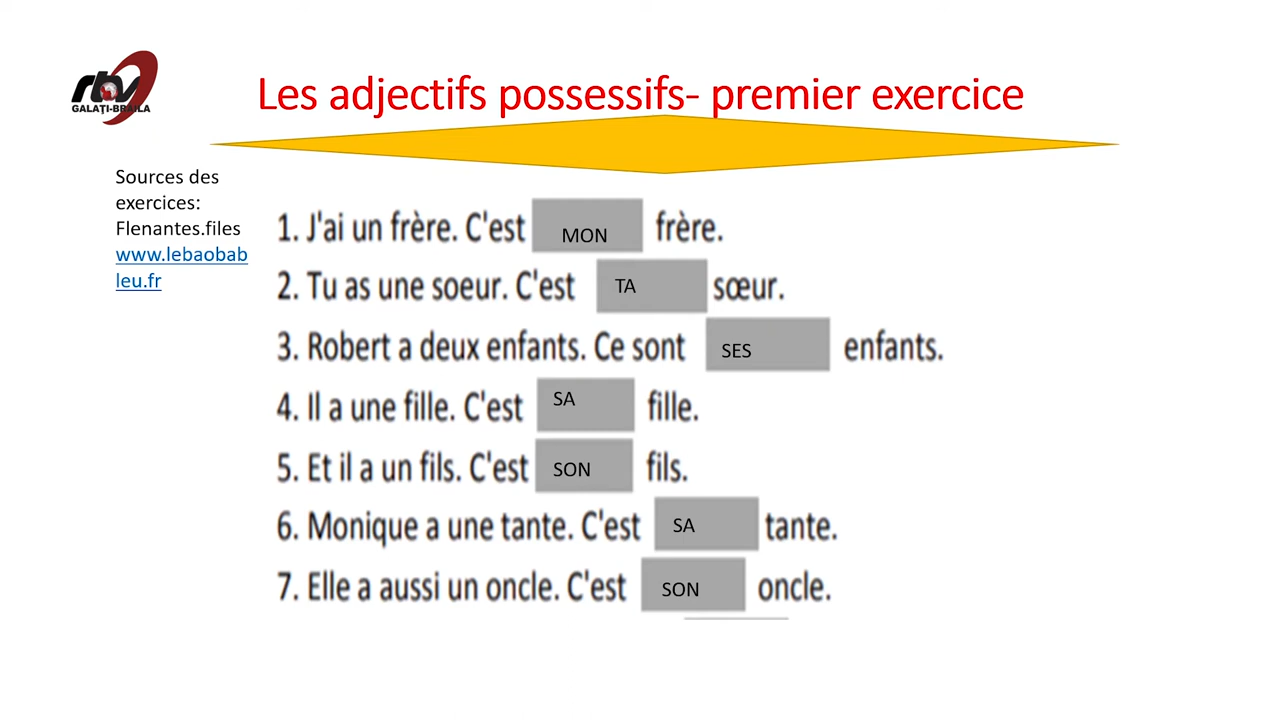 rtv
GALAŢI-BRĂILA
Les adjectifs possessifs- premier exercice
Sources des
exercices:
Flenantes.files
www.lebaobab
leu.fr
1. J'ai un frère. C'est MON frère.
2. Tu as une soeur. C'est TA sœur.
3. Robert a deux enfants. Ce sont SES enfants.
4. Il a une fille. C'est SA fille.
5. Et il a un fils. C'est SON fils.
6. Monique a une tante. C'est SA tante.
7. Elle a aussi un oncle. C'est SON oncle.